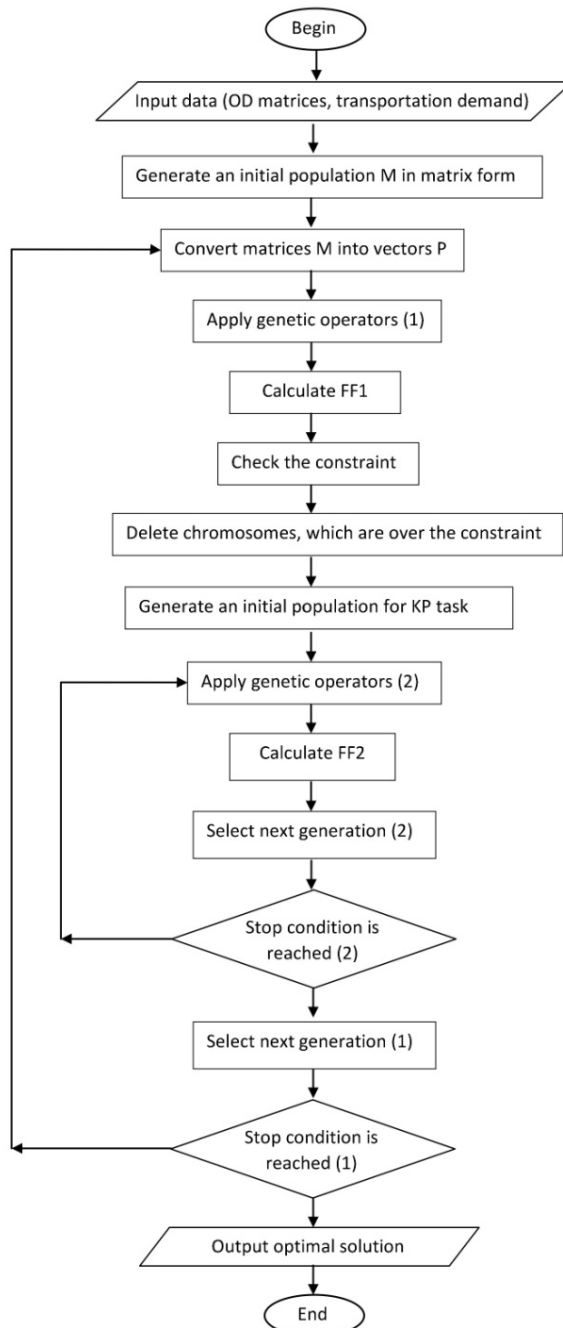 Begin
Input data (OD matrices, transportation demand)
Generate an initial population M in matrix form
Convert matrices M into vectors P
Apply genetic operators (1)
Calculate FF1
Check the constraint
Delete chromosomes, which are over the constraint
Generate an initial population for KP task
Apply genetic operators (2)
Calculate FF2
Select next generation (2)
Stop condition is
reached (2)
Select next generation (1)
Stop condition is
reached (1)
Output optimal solution
End